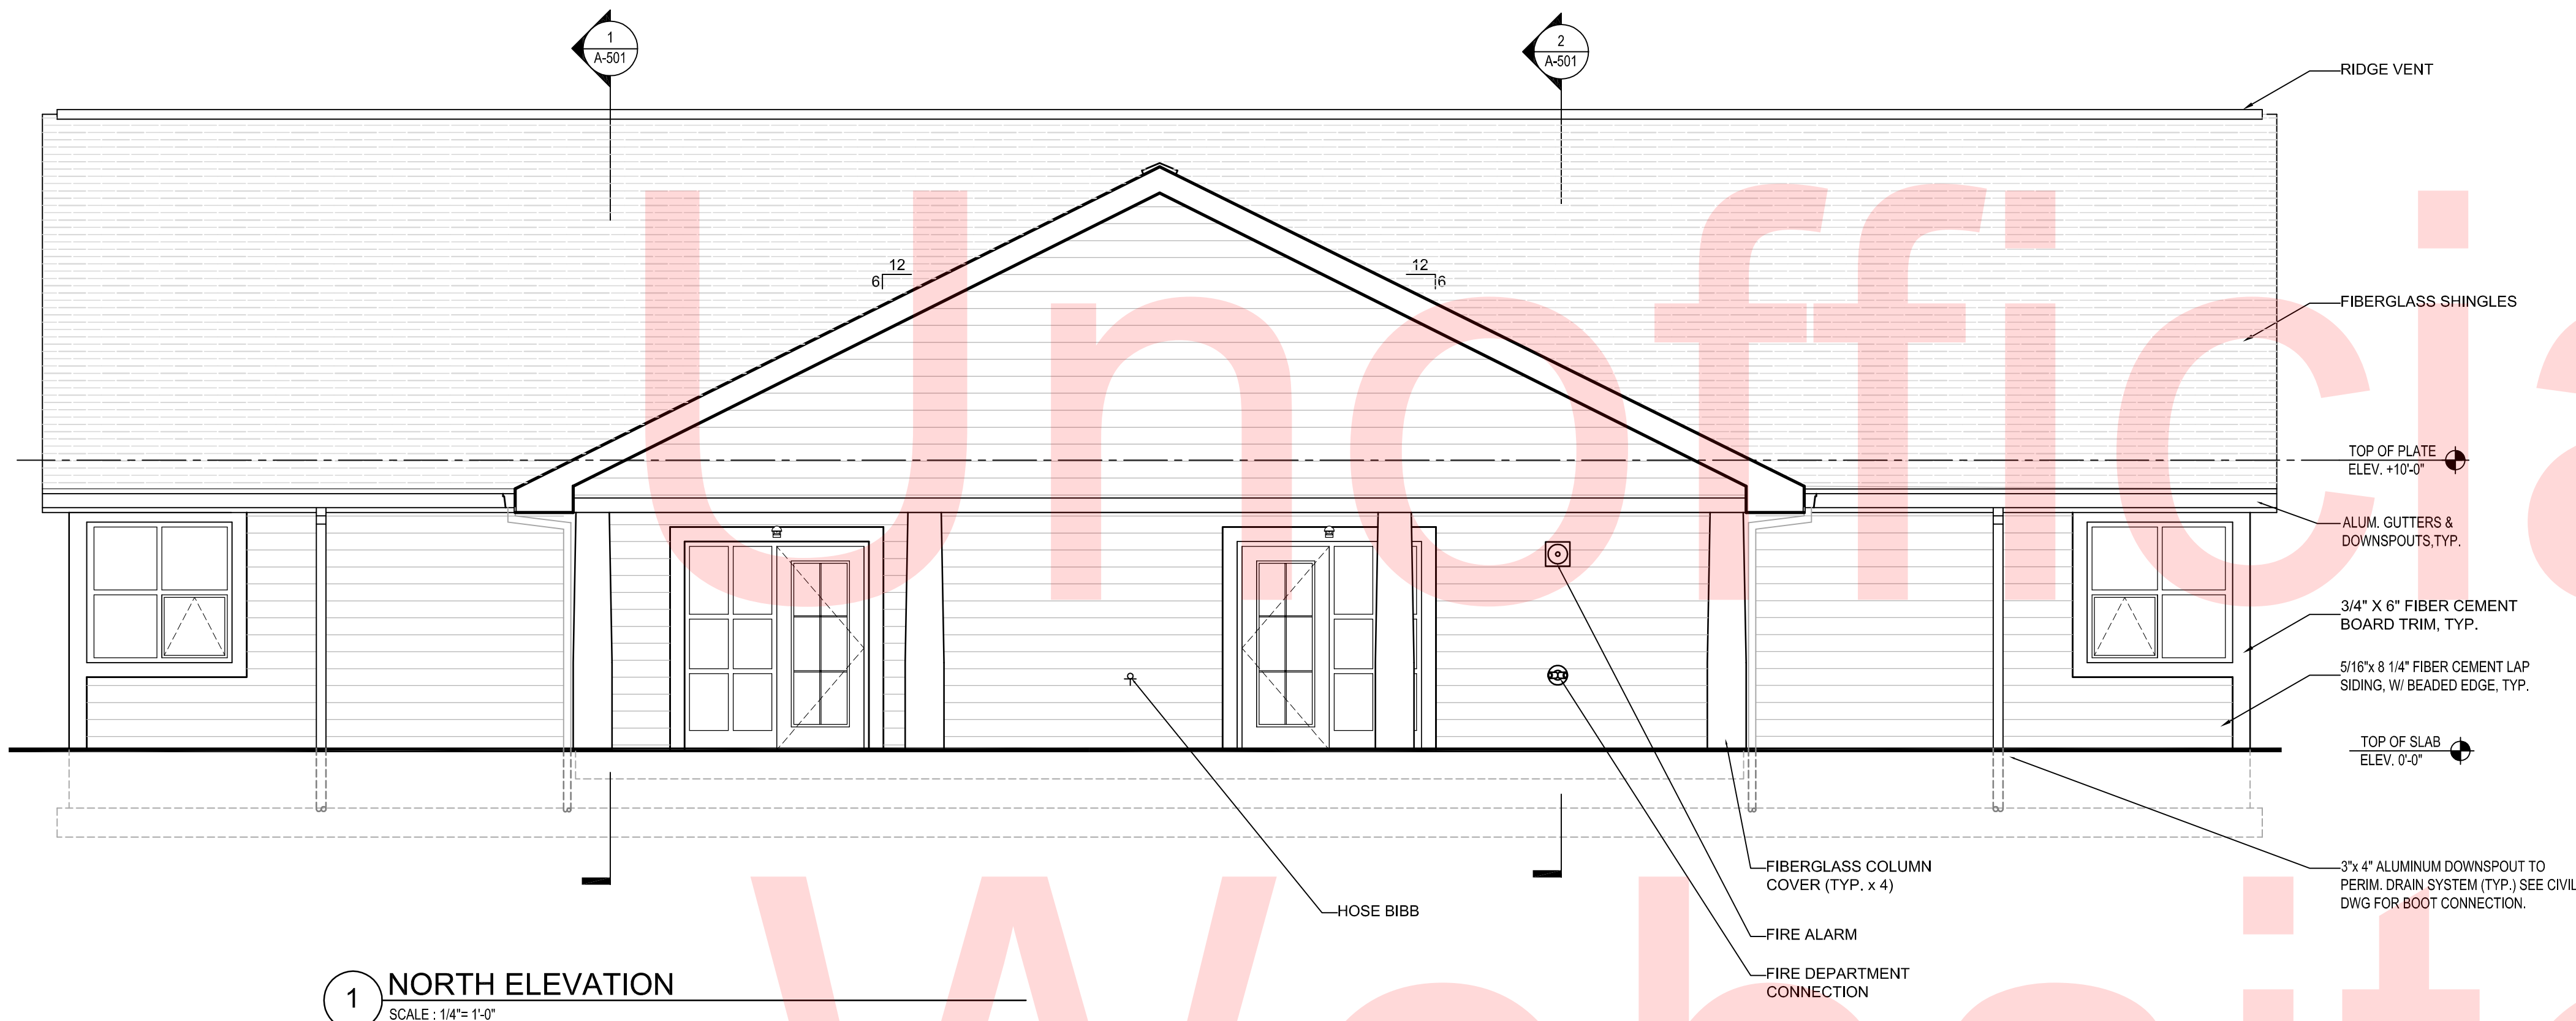 1
A-501
2
A-501
RIDGE VENT
12
6
12
6
FIBERGLASS SHINGLES
TOP OF PLATE
ELEV. +10'-0"
ALUM. GUTTERS &
DOWNSPOUTS,TYP.
3/4" X 6" FIBER CEMENT
BOARD TRIM, TYP.
5/16"x 8 1/4" FIBER CEMENT LAP
SIDING, W/ BEADED EDGE, TYP.
TOP OF SLAB
ELEV. 0'-0"
3"x 4" ALUMINUM DOWNSPOUT TO
PERIM. DRAIN SYSTEM (TYP.) SEE CIVIL
DWG FOR BOOT CONNECTION.
FIBERGLASS COLUMN
COVER (TYP. x 4)
HOSE BIBB
FIRE ALARM
FIRE DEPARTMENT
CONNECTION
1
NORTH ELEVATION
SCALE : 1/4"= 1'-0"
Unofficia